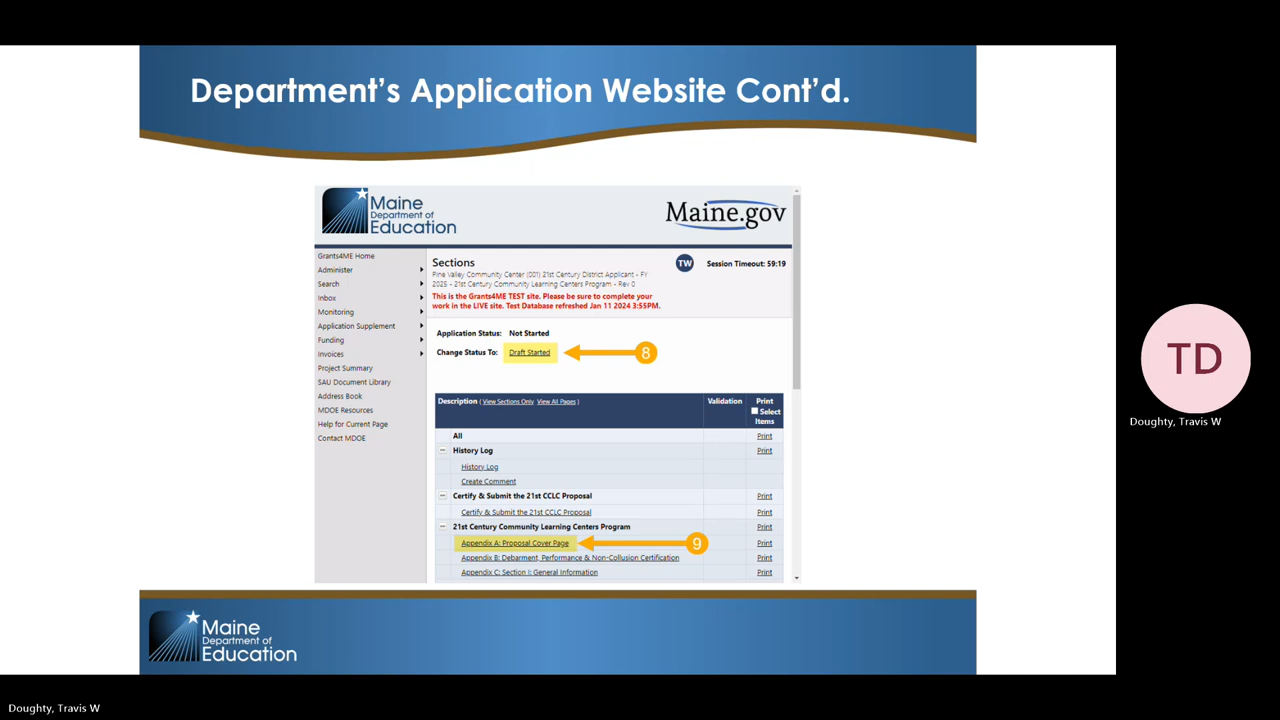 Department's Application Website Cont'd.
Maine
Department of
Education
Maine.gov
Grants4ME Home
Administer
Search
Inbox
Monitoring
Application Supplement
Funding
Invoices
Project Summary
SAU Document Library
Address Book
MDOE Resources
Help for Current Page
Contact MDOE
Sections
Pine Valley Community Center (001) 21st Century District Applicant - FY
2025 - 21st Century Community Learning Centers Program - Rev 0
This is the Grants4ME TEST site. Please be sure to complete your
work in the LIVE site. Test Database refreshed Jan 11 2024 3:55PM.
TW
Session Timeout: 59:19
Application Status: Not Started
Change Status To: Draft Started
8
Description ( View Sections Only View All Pages )
Validation
Print
Select
Items
All Print
History Log Print
History Log
Create Comment
Certify & Submit the 21st CCLC Proposal Print
Certify & Submit the 21st CCLC Proposal Print
21st Century Community Learning Centers Program Print
Appendix A: Proposal Cover Page 9 Print
Appendix B: Debarment, Performance & Non-Collusion Certification Print
Appendix C: Section I: General Information Print
Maine
Department of
Education
TD
Doughty, Travis W
Doughty, Travis W